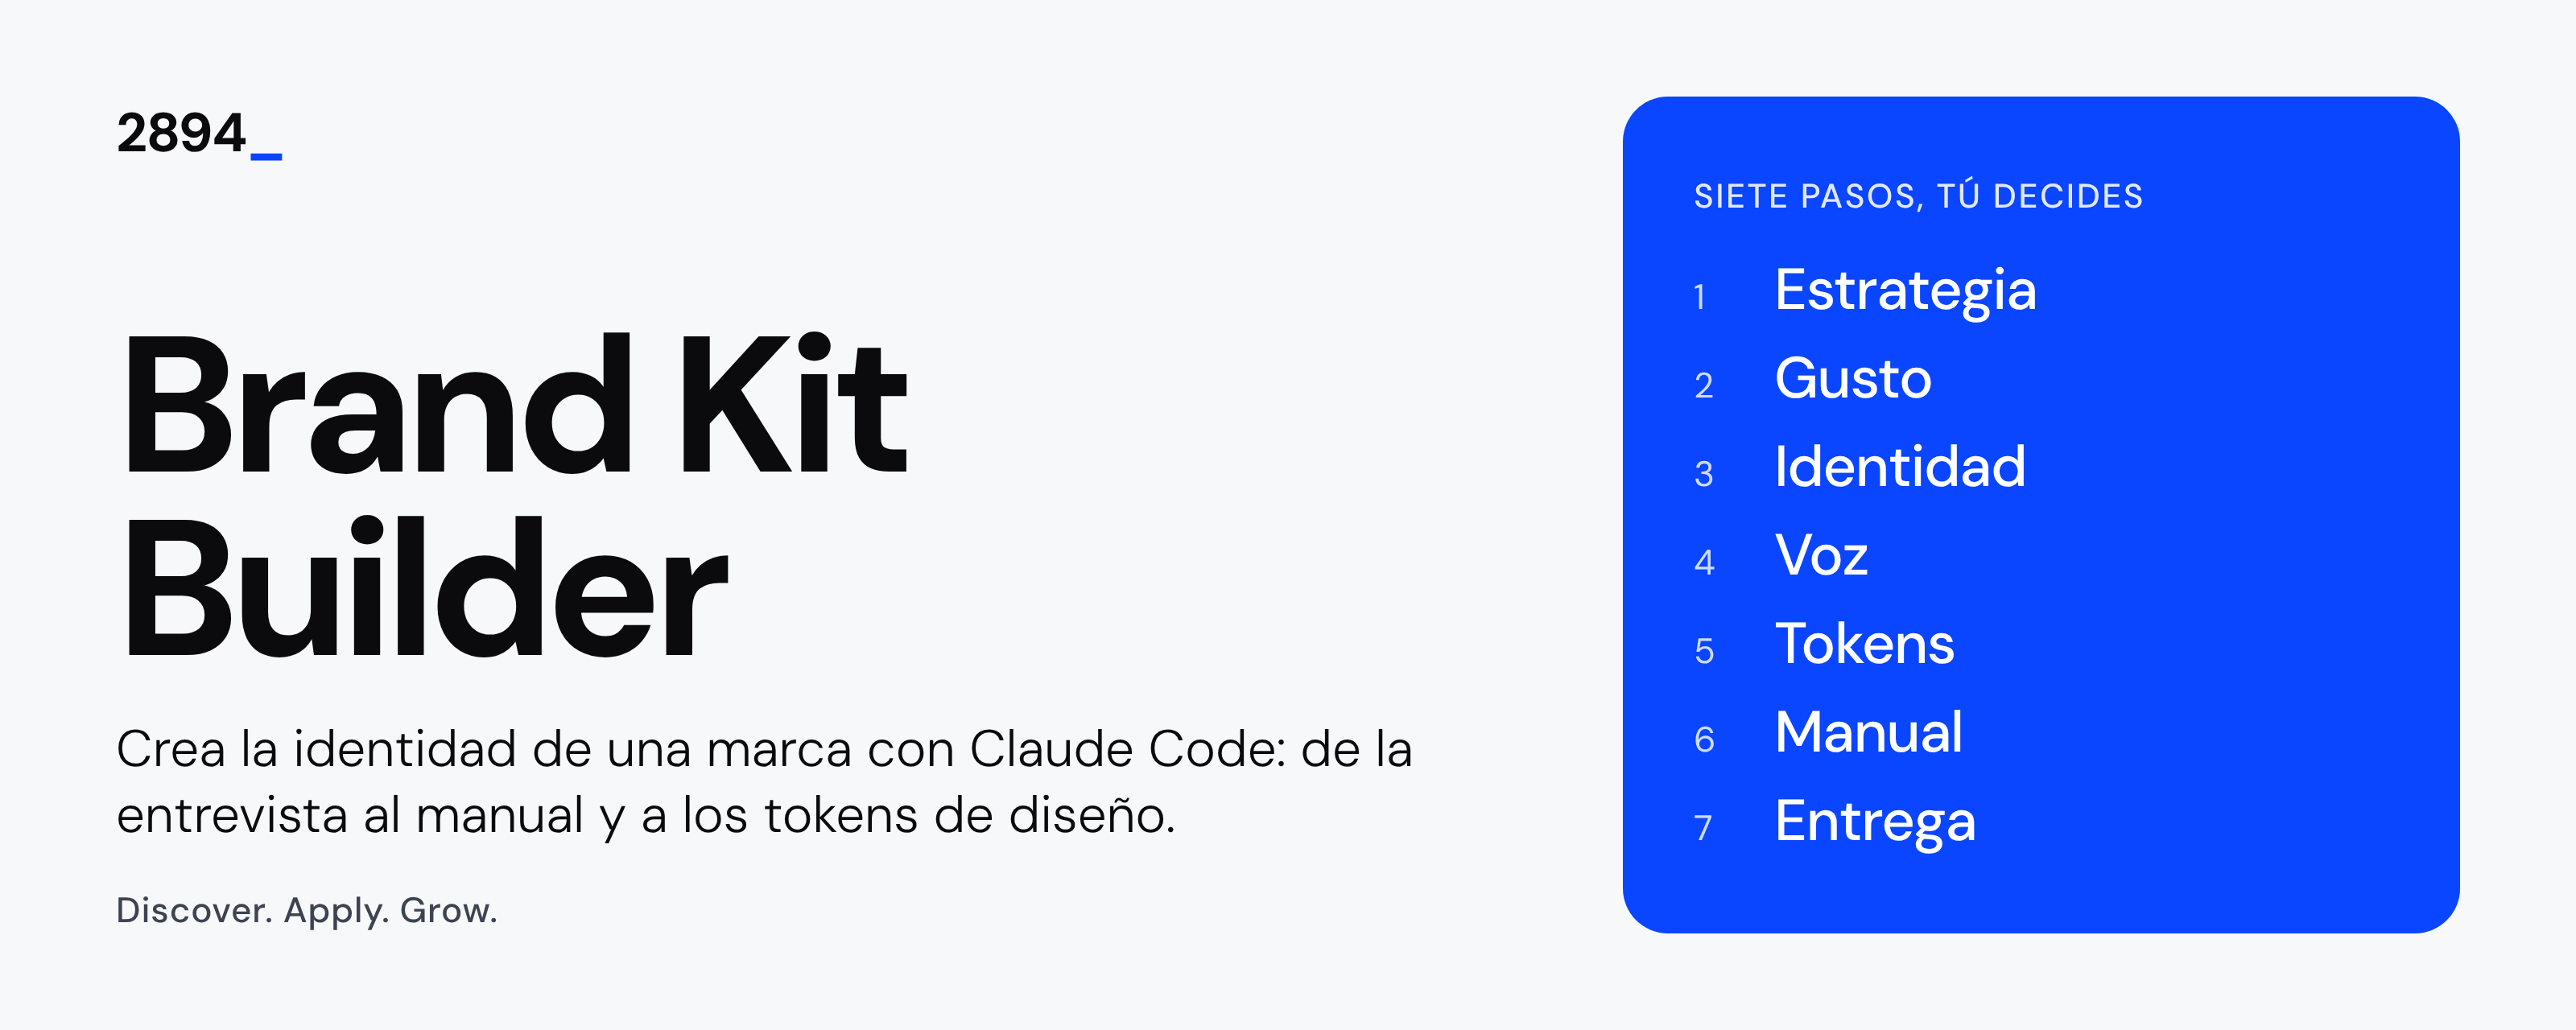 2894_
Brand Kit
Builder
Crea la identidad de una marca con Claude Code: de la
entrevista al manual y a los tokens de diseño.
Discover. Apply. Grow.
SIETE PASOS, TÚ DECIDES
1 Estrategia
2 Gusto
3 Identidad
4 Voz
5 Tokens
6 Manual
7 Entrega